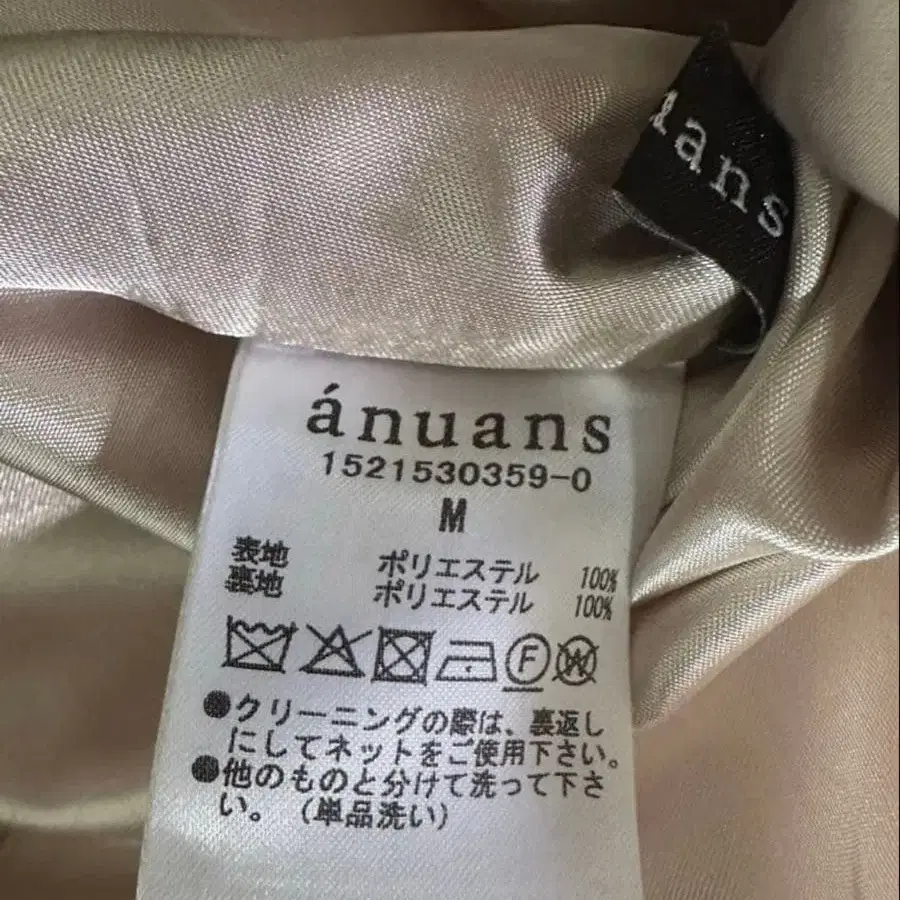 nans
ánuans
1521530359-0
M
表地 ポリエステル 100%
裏地 ポリエステル 100%
F W
●クリーニングの際は、裏返し
にしてネットをご使用下さい。
●他のものと分けて洗って下さ
い。(単品洗い)